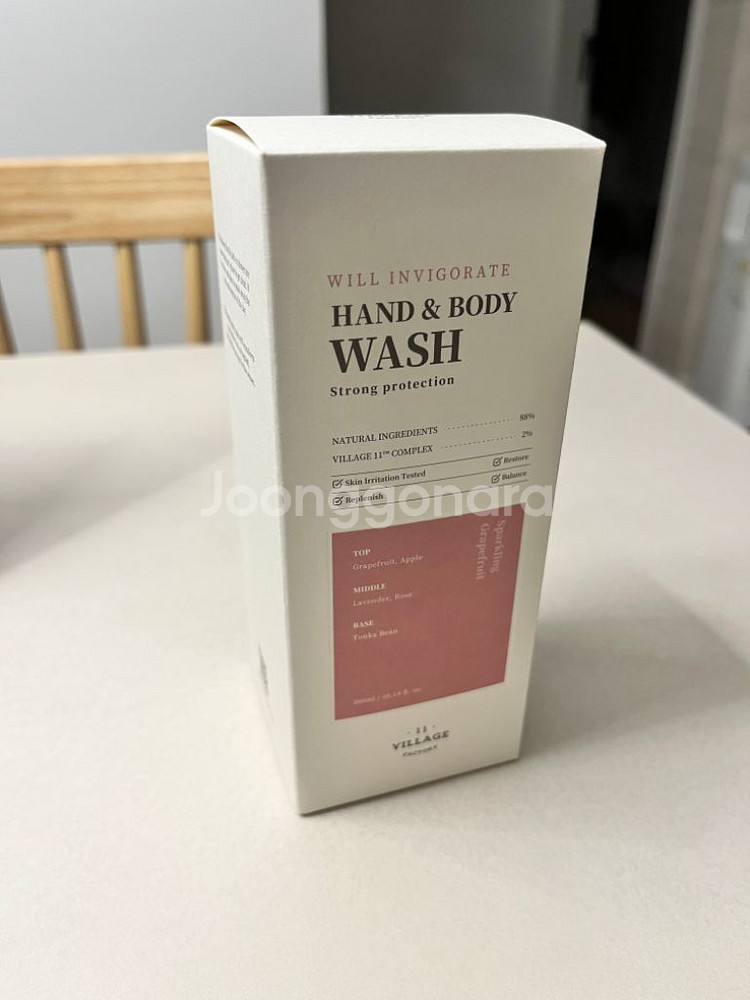 WILL INVIGORATE
HAND & BODY
WASH
Strong protection
NATURAL INGREDIENTS 88%
VILLAGE 11™ COMPLEX 2%
Skin Irritation Tested Restore
Replenish Balance
Joonggonara
Sparkling
Grapefruit
TOP
Grapefruit, Apple
MIDDLE
Lavender, Rose
BASE
Tonka Bean
11
VILLAGE
FACTORY